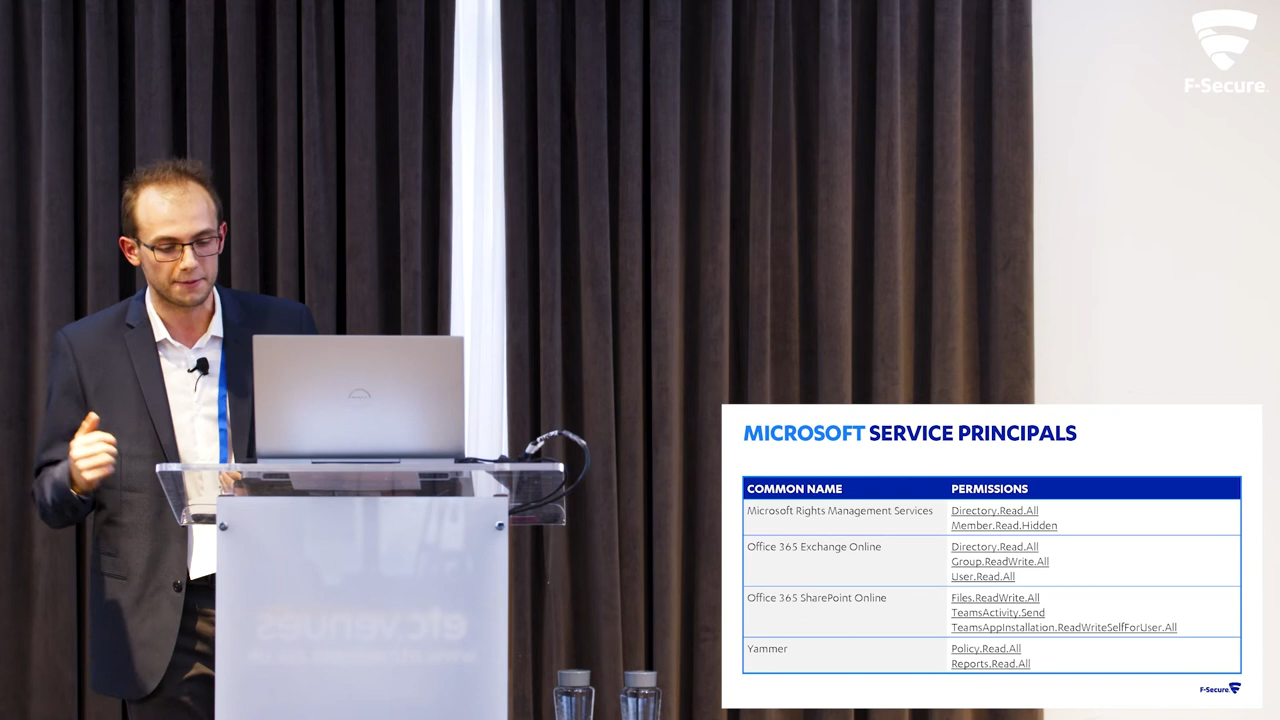 F-Secure.
MICROSOFT SERVICE PRINCIPALS
COMMON NAME PERMISSIONS
Microsoft Rights Management Services Directory.Read.All
Member.Read.Hidden
Office 365 Exchange Online Directory.Read.All
Group.ReadWrite.All
User.Read.All
Office 365 SharePoint Online Files.ReadWrite.All
TeamsActivity.Send
TeamsAppInstallation.ReadWriteSelfForUser.All
Yammer Policy.Read.All
Reports.Read.All
F-Secure.